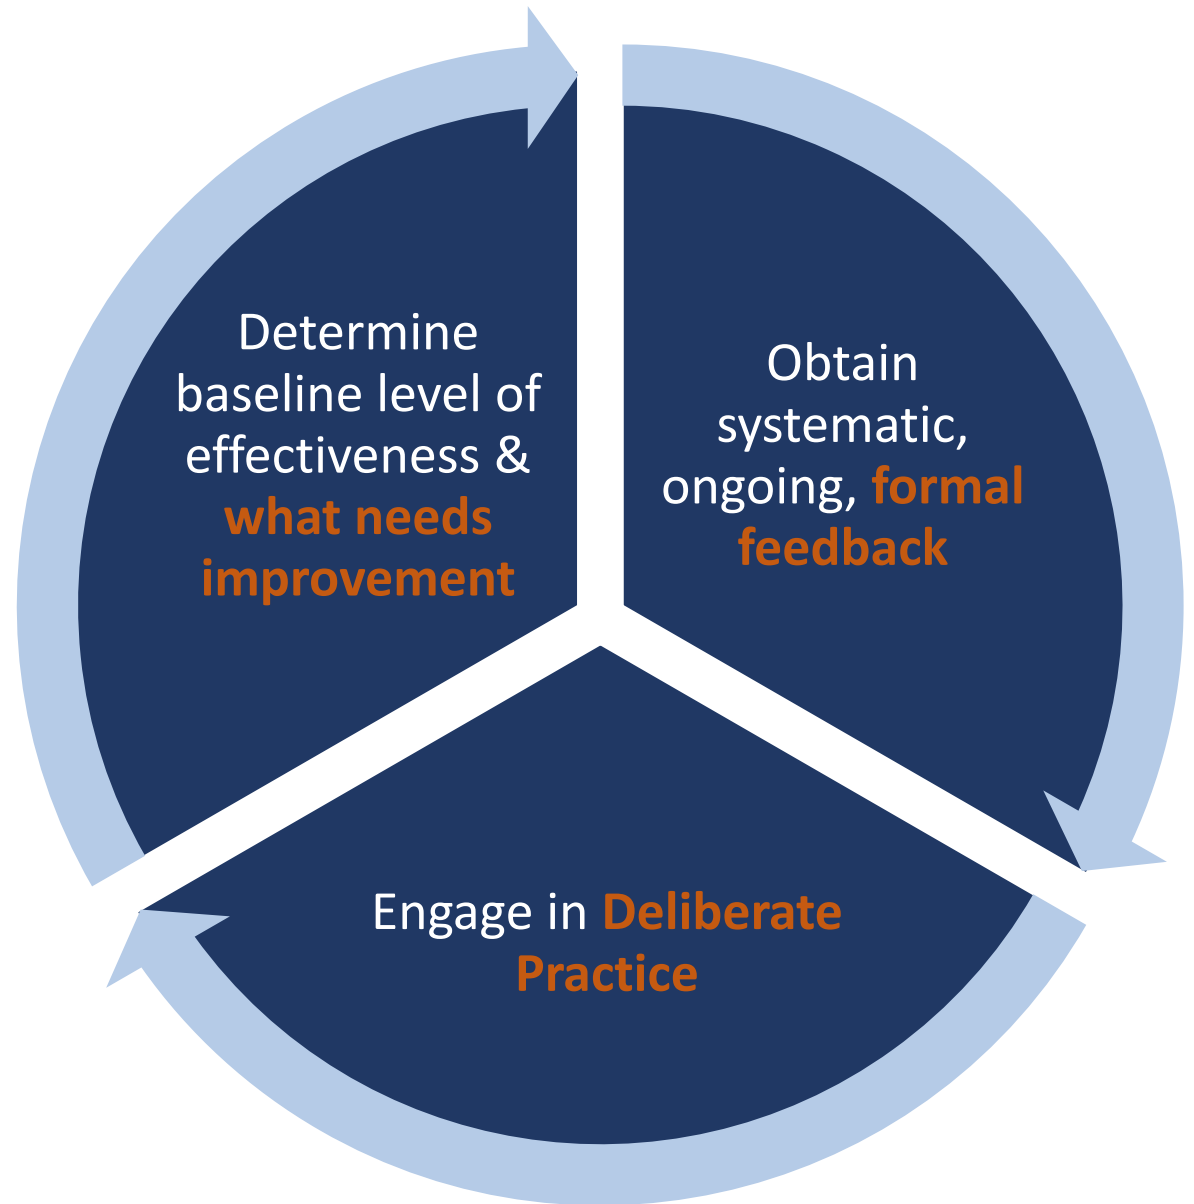 Determine
baseline level of
effectiveness &
what needs
improvement
Obtain
systematic,
ongoing, formal
feedback
Engage in Deliberate
Practice